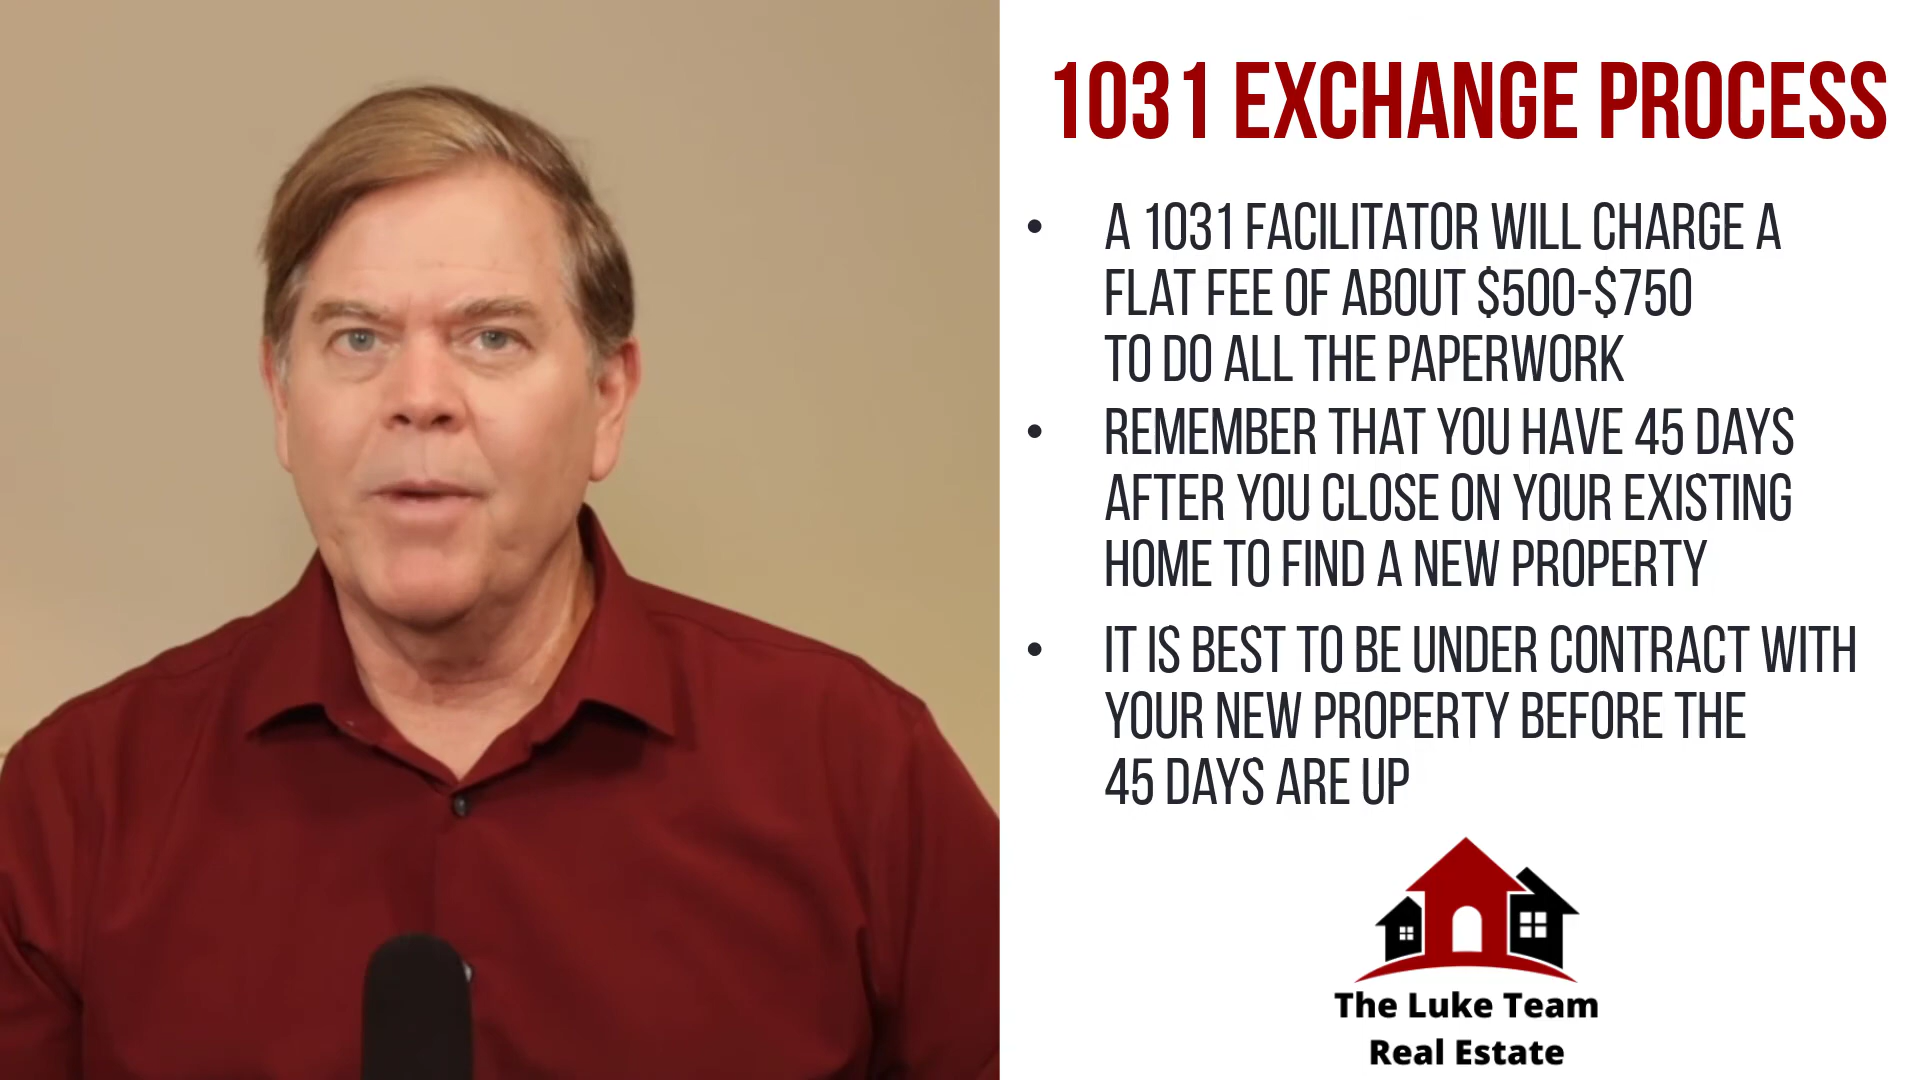 1031 EXCHANGE PROCESS
• A 1031 FACILITATOR WILL CHARGE A
FLAT FEE OF ABOUT $500-$750
TO DO ALL THE PAPERWORK
• REMEMBER THAT YOU HAVE 45 DAYS
AFTER YOU CLOSE ON YOUR EXISTING
HOME TO FIND A NEW PROPERTY
• IT IS BEST TO BE UNDER CONTRACT WITH
YOUR NEW PROPERTY BEFORE THE
45 DAYS ARE UP
The Luke Team
Real Estate